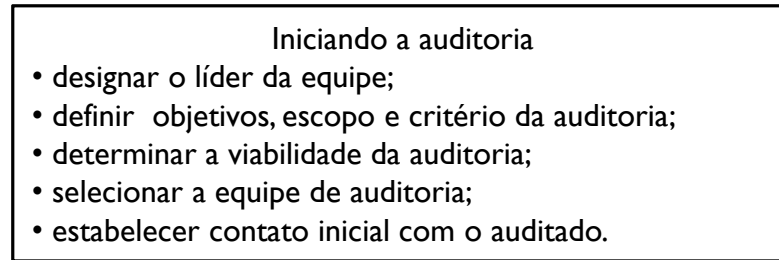 Iniciando a auditoria
• designar o líder da equipe;
• definir objetivos, escopo e critério da auditoria;
• determinar a viabilidade da auditoria;
• selecionar a equipe de auditoria;
• estabelecer contato inicial com o auditado.